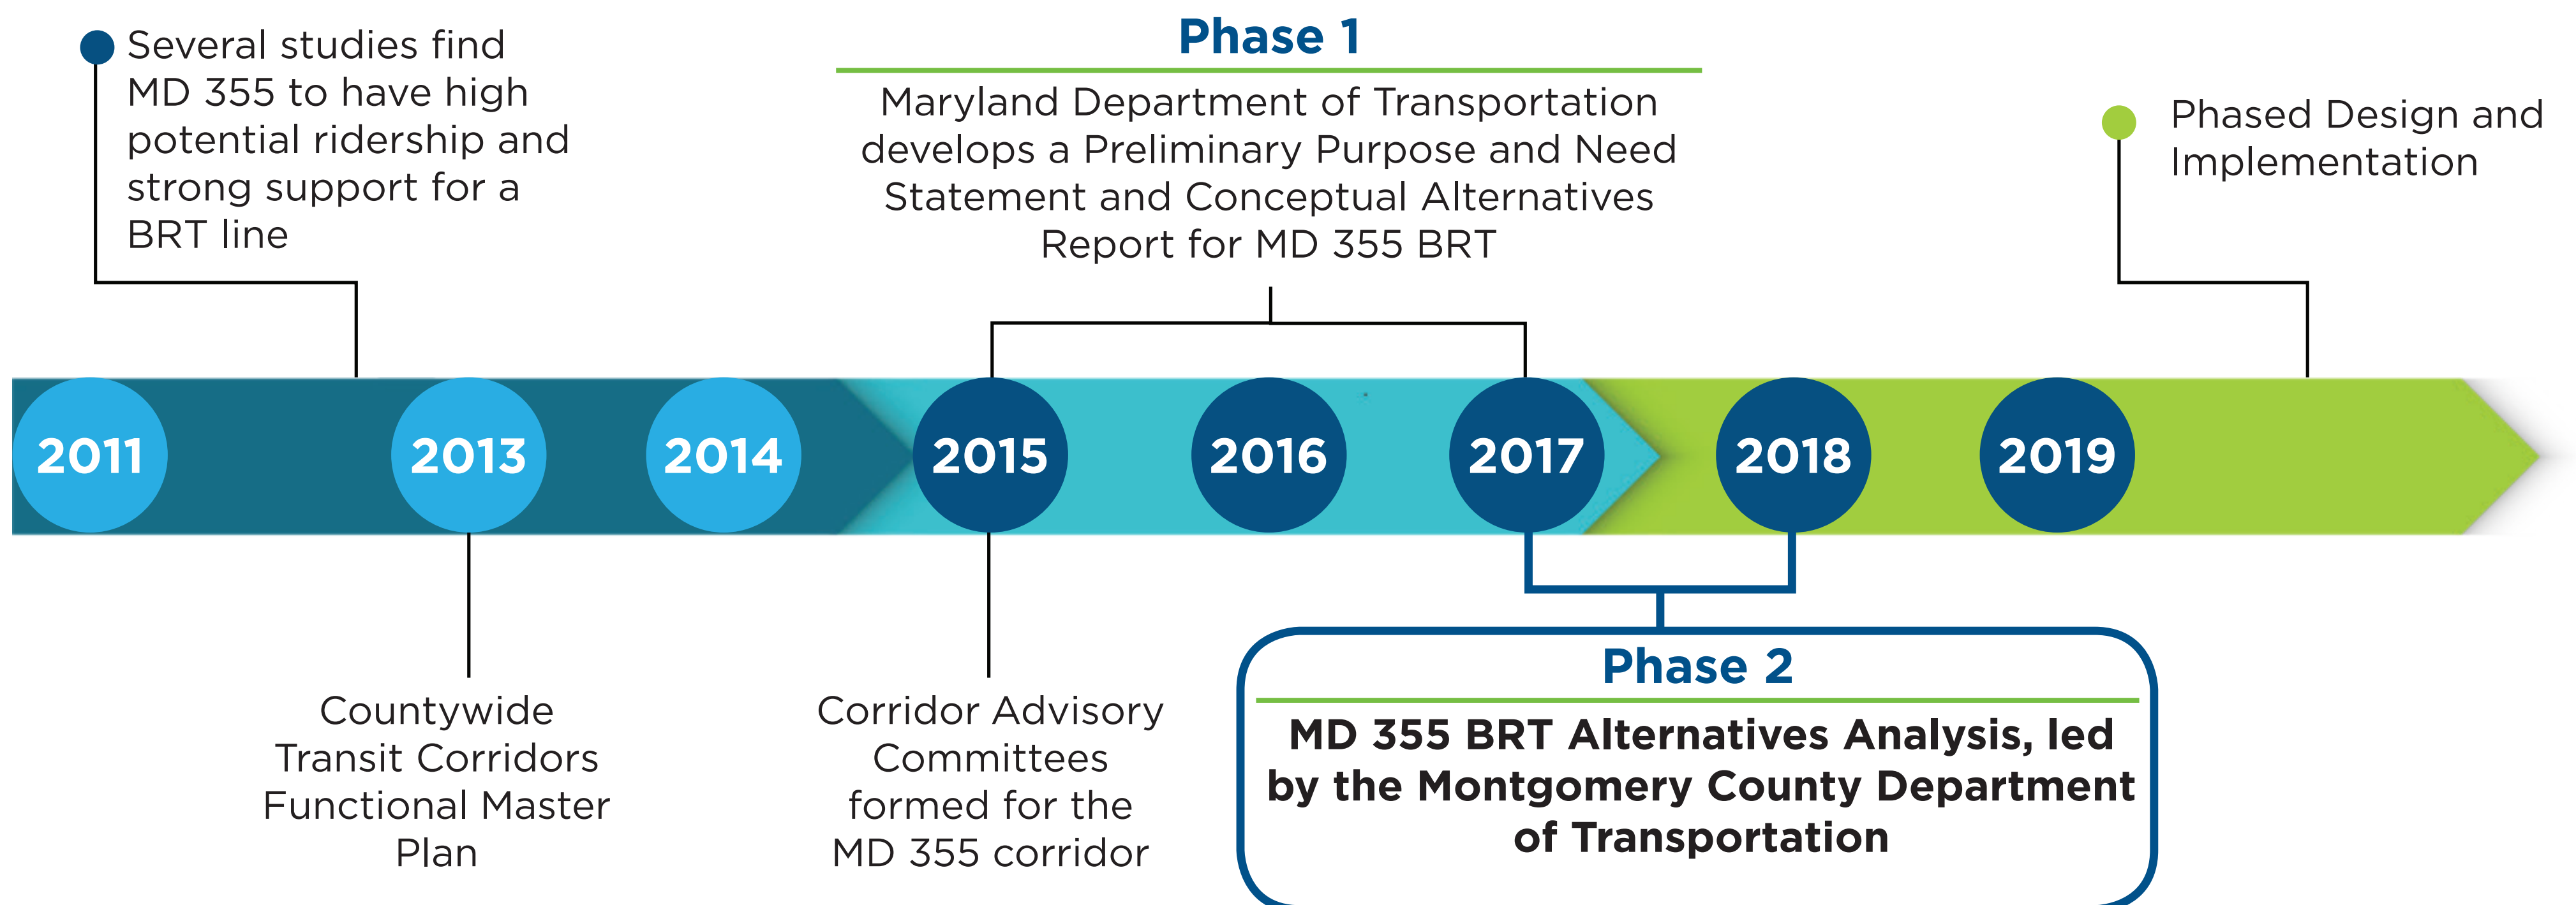 Several studies find
MD 355 to have high
potential ridership and
strong support for a
BRT line
Phase 1
Maryland Department of Transportation
develops a Preliminary Purpose and Need
Statement and Conceptual Alternatives
Report for MD 355 BRT
Phased Design and
Implementation
2011
2013
2014
2015
2016
2017
2018
2019
Countywide
Transit Corridors
Functional Master
Plan
Corridor Advisory
Committees
formed for the
MD 355 corridor
Phase 2
MD 355 BRT Alternatives Analysis, led
by the Montgomery County Department
of Transportation